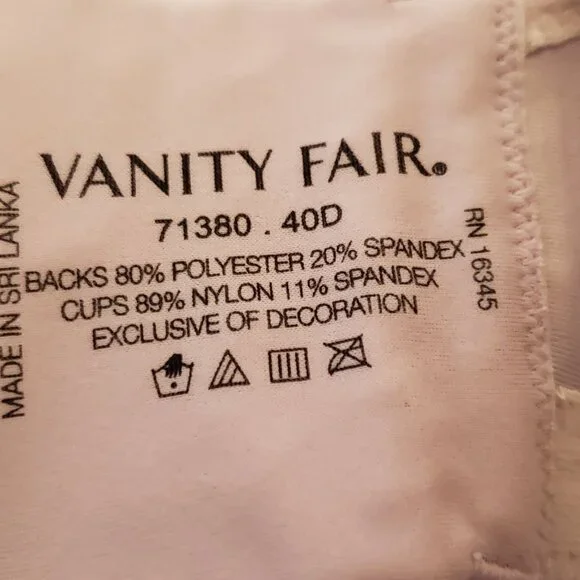 VANITY FAIR®
71380 . 40D
BACKS 80% POLYESTER 20% SPANDEX
CUPS 89% NYLON 11% SPANDEX
EXCLUSIVE OF DECORATION
MADE IN SRI LANKA
RN 16345